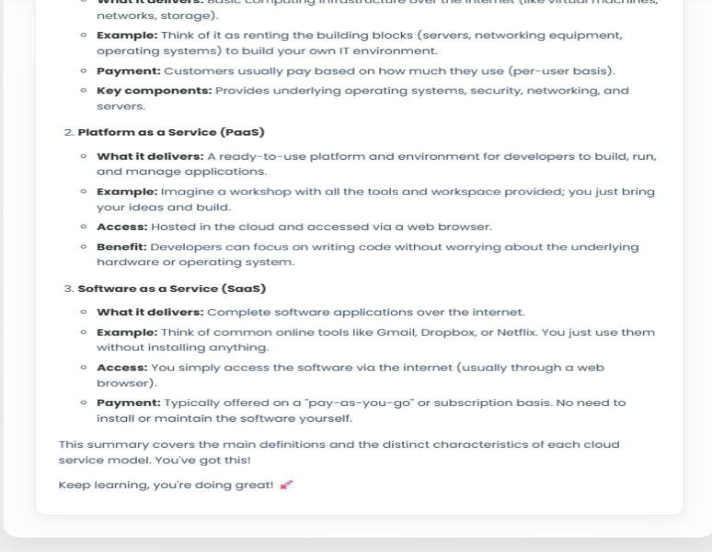 What it delivers: Basic computing infrastructure over the internet (like virtual machines,
networks, storage).
Example: Think of it as renting the building blocks (servers, networking equipment,
operating systems) to build your own IT environment.
Payment: Customers usually pay based on how much they use (per-user basis).
Key components: Provides underlying operating systems, security, networking, and
servers.
2. Platform as a Service (PaaS)
What it delivers: A ready-to-use platform and environment for developers to build, run,
and manage applications.
Example: Imagine a workshop with all the tools and workspace provided; you just bring
your ideas and build.
Access: Hosted in the cloud and accessed via a web browser.
Benefit: Developers can focus on writing code without worrying about the underlying
hardware or operating system.
3. Software as a Service (SaaS)
What it delivers: Complete software applications over the internet.
Example: Think of common online tools like Gmail, Dropbox, or Netflix. You just use them
without installing anything.
Access: You simply access the software via the internet (usually through a web
browser).
Payment: Typically offered on a "pay-as-you-go" or subscription basis. No need to
install or maintain the software yourself.
This summary covers the main definitions and the distinct characteristics of each cloud
service model. You've got this!
Keep learning, you're doing great! 🚀